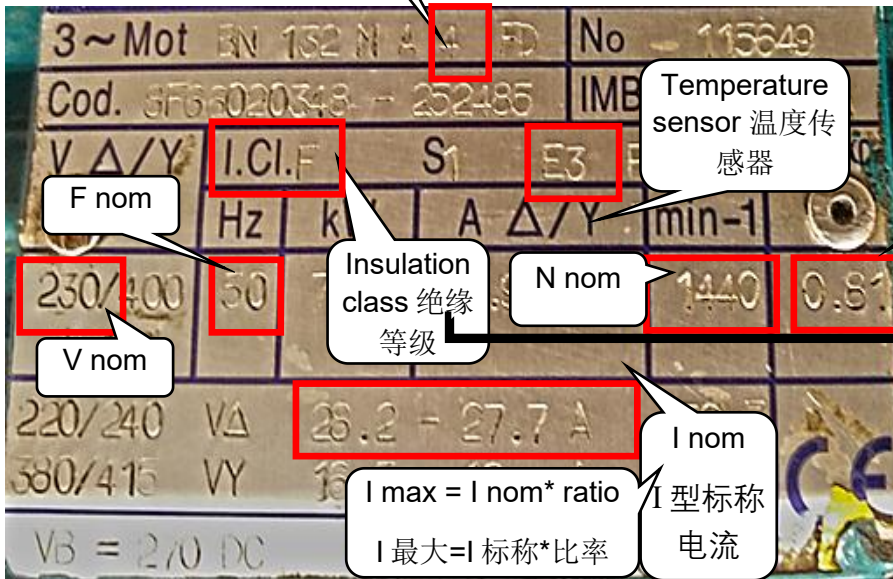 3~Mot BN 132 M A 4 FD No 115649
Cod. 252485 IMB
Temperature
sensor 温度传
感器
V Δ/Y I.Cl.F S1 E3
F nom
Hz A Δ/Y min-1
Insulation
class 绝缘
等级
N nom
230/400 50 1440 0.81
V nom
220/240 VΔ 26.2 - 27.7 A
I nom
I 型标称
电流
380/415 VY
I max = I nom* ratio
I 最大=I 标称*比率
VB = 270 DC
CE